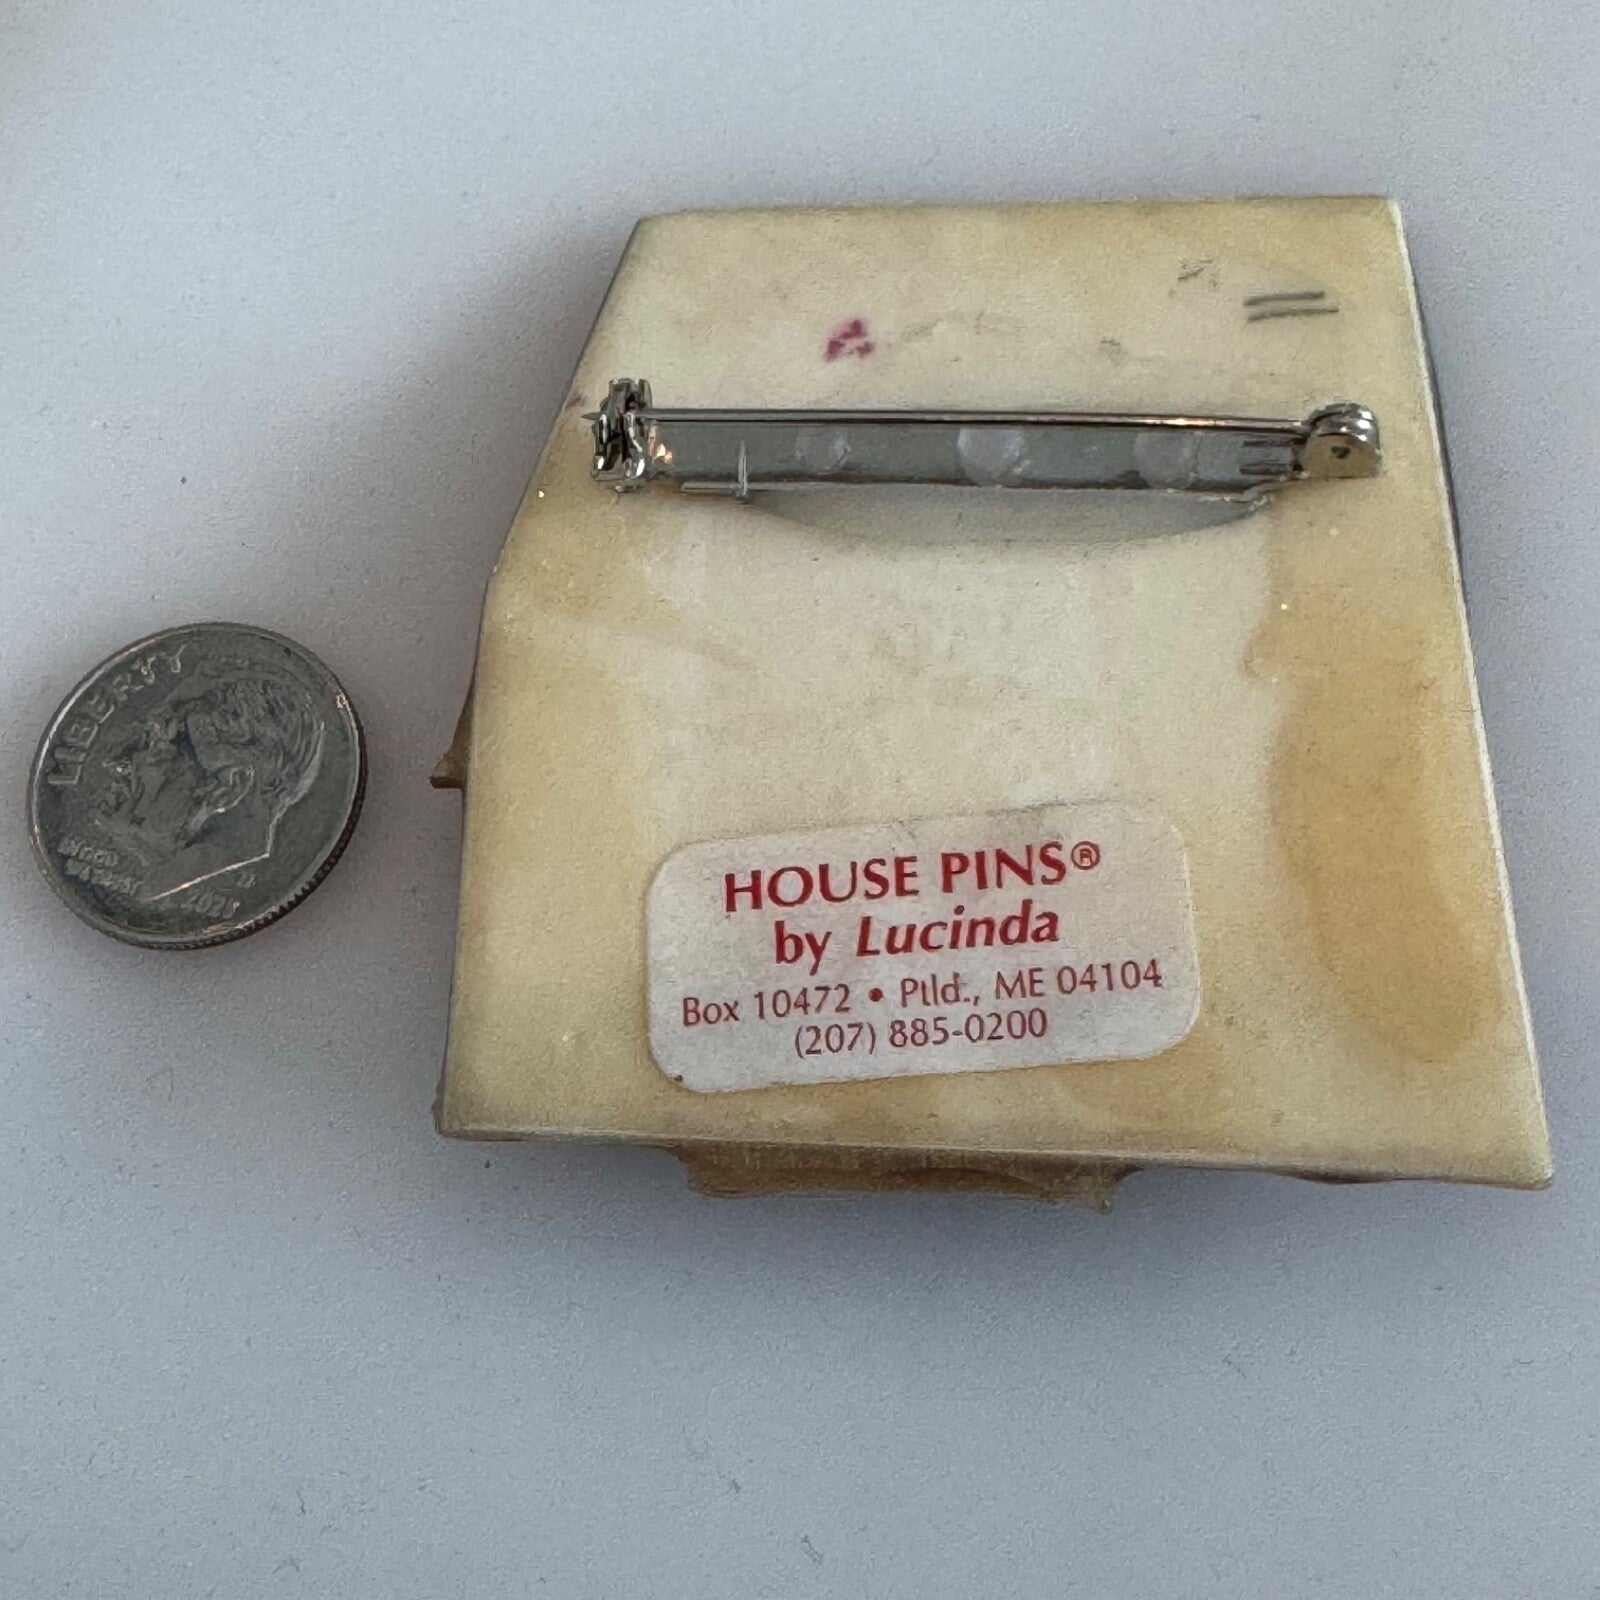 LIBERTY
HOUSE PINS®
by Lucinda
Box 10472 • Ptld., ME 04104
(207) 885-0200